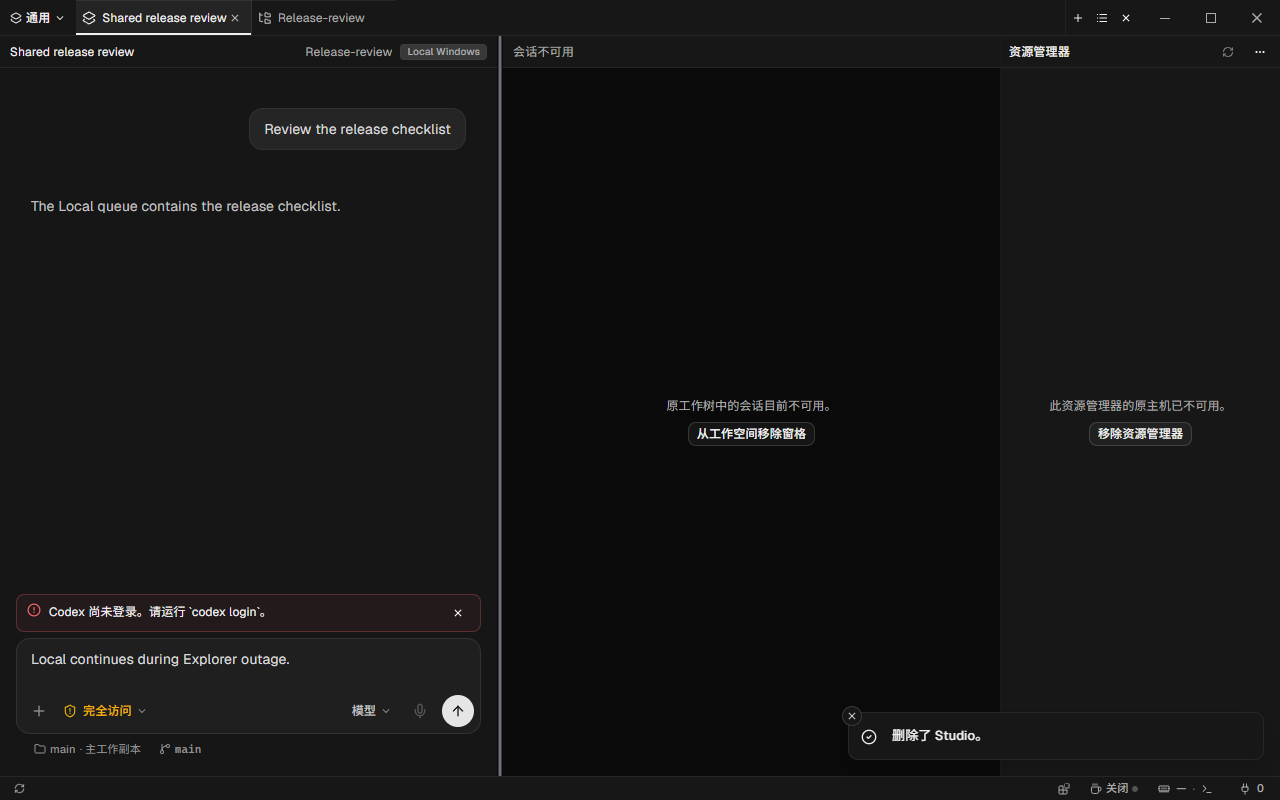 通用
Shared release review
Release-review
Shared release review
Release-review
Local Windows
会话不可用
资源管理器
Review the release checklist
The Local queue contains the release checklist.
原工作树中的会话目前不可用。
从工作空间移除窗格
此资源管理器的原主机已不可用。
移除资源管理器
Codex 尚未登录。请运行 `codex login`。
Local continues during Explorer outage.
完全访问
模型
main · 主工作副本
main
删除了 Studio。
关闭
— ·
0